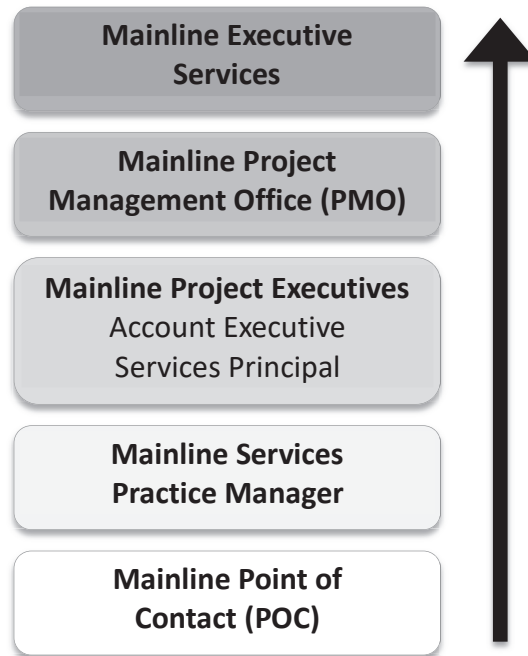 Mainline Executive
Services
Mainline Project
Management Office (PMO)
Mainline Project Executives
Account Executive
Services Principal
Mainline Services
Practice Manager
Mainline Point of
Contact (POC)